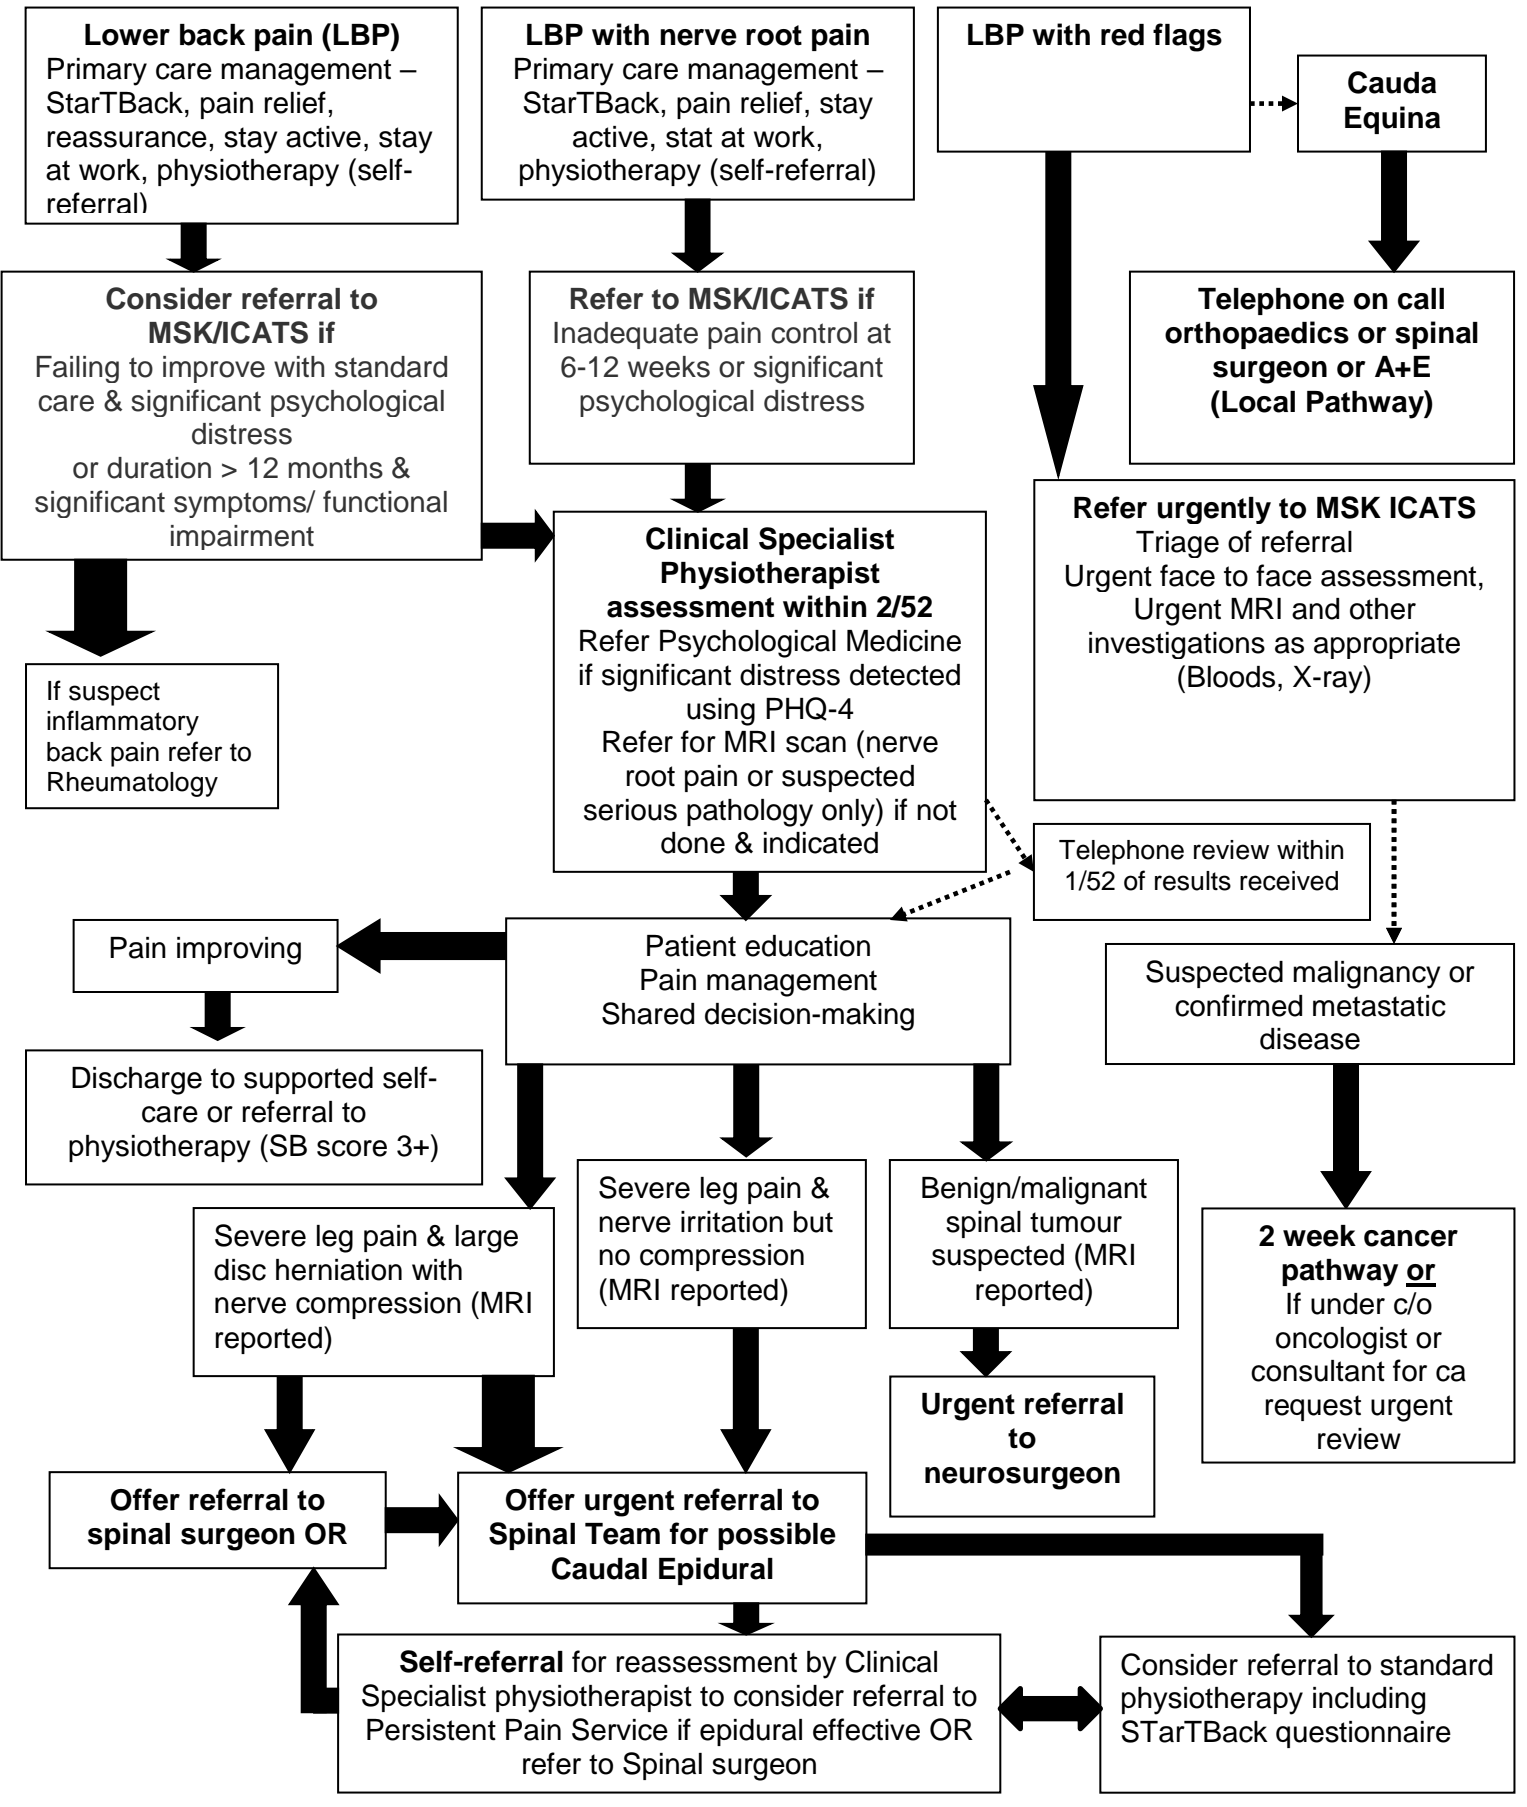 Lower back pain (LBP)
Primary care management –
StarTBack, pain relief,
reassurance, stay active, stay
at work, physiotherapy (self-
referral)
LBP with nerve root pain
Primary care management –
StarTBack, pain relief, stay
active, stat at work,
physiotherapy (self-referral)
LBP with red flags
Cauda
Equina
Consider referral to
MSK/ICATS if
Failing to improve with standard
care & significant psychological
distress
or duration > 12 months &
significant symptoms/ functional
impairment
Refer to MSK/ICATS if
Inadequate pain control at
6-12 weeks or significant
psychological distress
Telephone on call
orthopaedics or spinal
surgeon or A+E
(Local Pathway)
Refer urgently to MSK ICATS
Triage of referral
Urgent face to face assessment,
Urgent MRI and other
investigations as appropriate
(Bloods, X-ray)
Clinical Specialist
Physiotherapist
assessment within 2/52
Refer Psychological Medicine
if significant distress detected
using PHQ-4
Refer for MRI scan (nerve
root pain or suspected
serious pathology only) if not
done & indicated
If suspect
inflammatory
back pain refer to
Rheumatology
Telephone review within
1/52 of results received
Pain improving
Patient education
Pain management
Shared decision-making
Suspected malignancy or
confirmed metastatic
disease
Discharge to supported self-
care or referral to
physiotherapy (SB score 3+)
Severe leg pain & large
disc herniation with
nerve compression (MRI
reported)
Severe leg pain &
nerve irritation but
no compression
(MRI reported)
Benign/malignant
spinal tumour
suspected (MRI
reported)
2 week cancer
pathway or
If under c/o
oncologist or
consultant for ca
request urgent
review
Urgent referral
to
neurosurgeon
Offer referral to
spinal surgeon OR
Offer urgent referral to
Spinal Team for possible
Caudal Epidural
Self-referral for reassessment by Clinical
Specialist physiotherapist to consider referral to
Persistent Pain Service if epidural effective OR
refer to Spinal surgeon
Consider referral to standard
physiotherapy including
STarTBack questionnaire